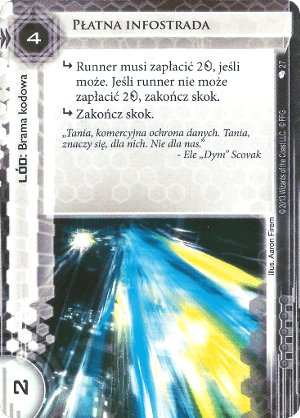 4
PŁATNA INFOSTRADA
LÓD: Brama kodowa
↳ Runner musi zapłacić 2, jeśli
może. Jeśli runner nie może
zapłacić 2, zakończ skok.
↳ Zakończ skok.
„Tania, komercyjna ochrona danych. Tania,
znaczy się, dla nich. Nie dla nas.”
- Ele „Dym” Scovak
27
© 2013 Wizards of the Coast LLC. © FFG
Illus. Aaron Firem
2